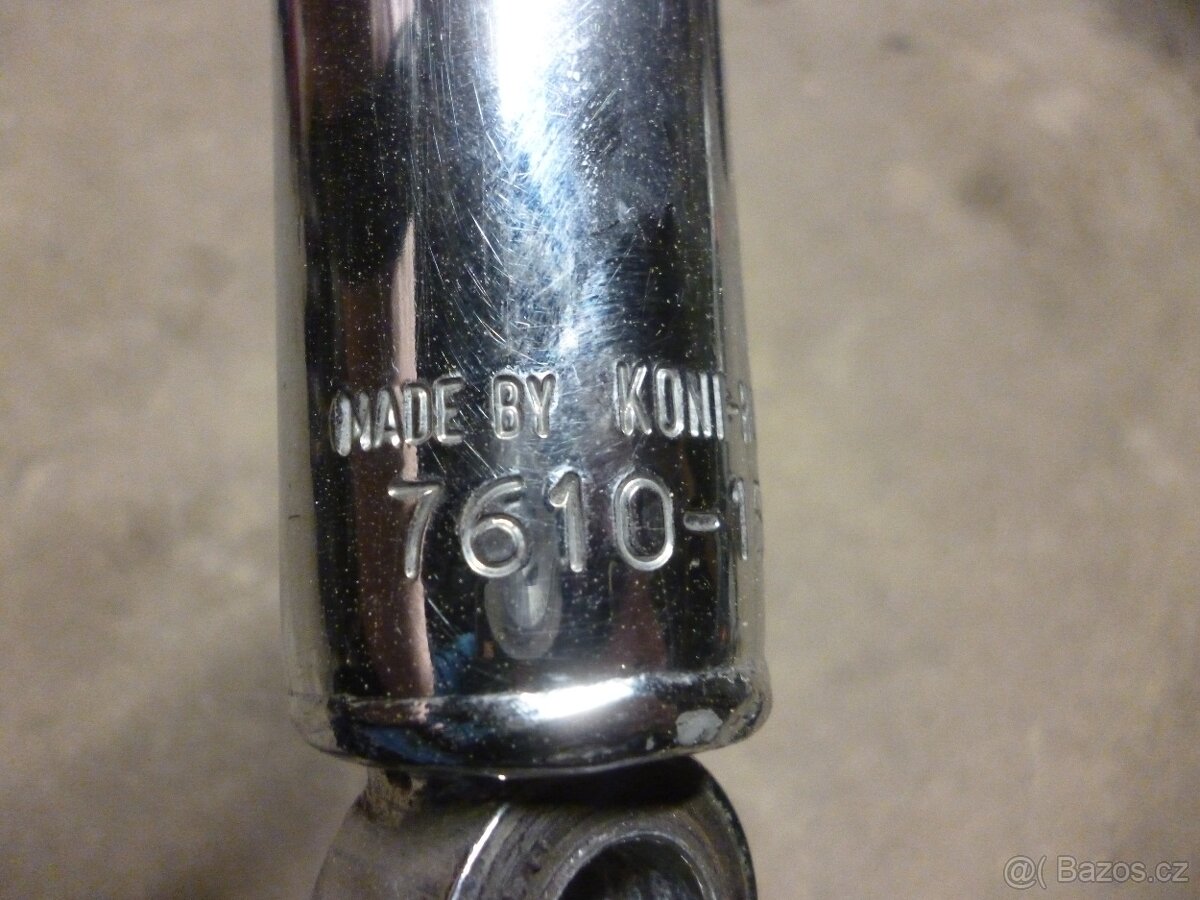 MADE BY KONI-
7610-1
@( Bazos.cz